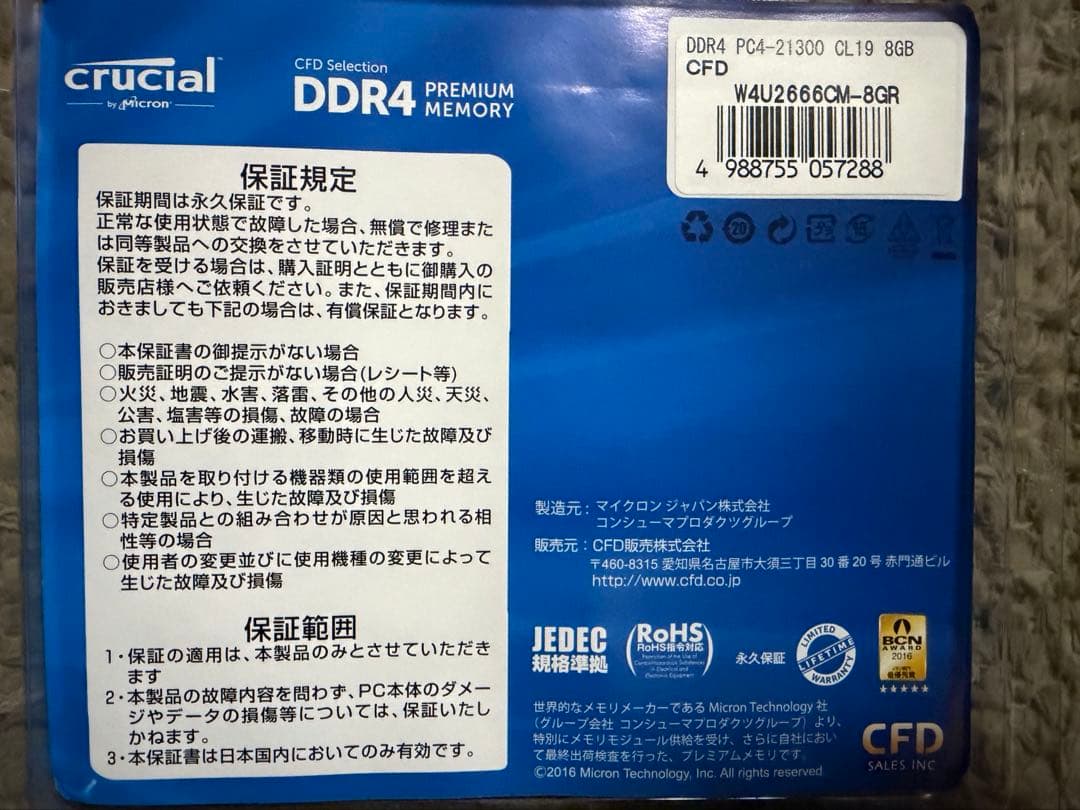 crucial
by Micron
CFD Selection
DDR4 PREMIUM MEMORY
DDR4 PC4-21300 CL19 8GB
CFD
W4U2666CM-8GR
4 988755 057288
20
保証規定
保証期間は永久保証です。
正常な使用状態で故障した場合、無償で修理また
は同等製品への交換をさせていただきます。
保証を受ける場合は、購入証明とともに御購入の
販売店様へご依頼ください。また、保証期間内に
おきましても下記の場合は、有償保証となります。
○本保証書の御提示がない場合
○販売証明のご提示がない場合(レシート等)
○火災、地震、水害、落雷、その他の人災、天災、
公害、塩害等の損傷、故障の場合
○お買い上げ後の運搬、移動時に生じた故障及び
損傷
○本製品を取り付ける機器類の使用範囲を超え
る使用により、生じた故障及び損傷
○特定製品との組み合わせが原因と思われる相
性等の場合
○使用者の変更並びに使用機種の変更によって
生じた故障及び損傷
保証範囲
1・保証の適用は、本製品のみとさせていただき
ます
2・本製品の故障内容を問わず、PC本体のダメー
ジやデータの損傷等については、保証いたし
かねます。
3・本保証書は日本国内においてのみ有効です。
製造元：マイクロン ジャパン株式会社
コンシューマプロダクツグループ
販売元：CFD販売株式会社
〒460-8315 愛知県名古屋市大須三丁目30番20号 赤門通ビル
http://www.cfd.co.jp
JEDEC
規格準拠
RoHS
RoHS指令対応
永久保証
LIMITED
LIFETIME
WARRANTY
BCN
AWARD
2016
最優秀賞
世界的なメモリメーカーである Micron Technology 社
(グループ会社 コンシューマプロダクツグループ) より、
特別にメモリモジュール供給を受け、さらに自社におい
て最終出荷検査を行った、プレミアムメモリです。
©2016 Micron Technology, Inc. All rights reserved
CFD
SALES INC